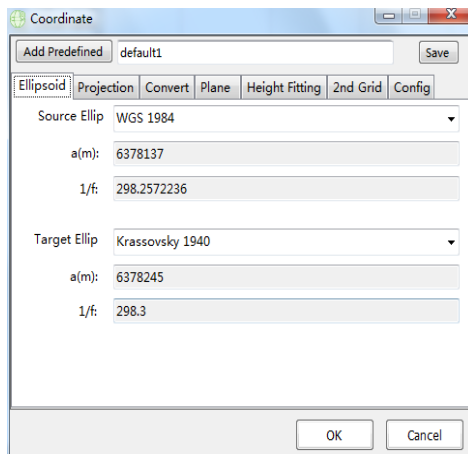 Coordinate
Add Predefined default1 Save
Ellipsoid Projection Convert Plane Height Fitting 2nd Grid Config
Source Ellip WGS 1984
a(m): 6378137
1/f: 298.2572236
Target Ellip Krassovsky 1940
a(m): 6378245
1/f: 298.3
OK Cancel